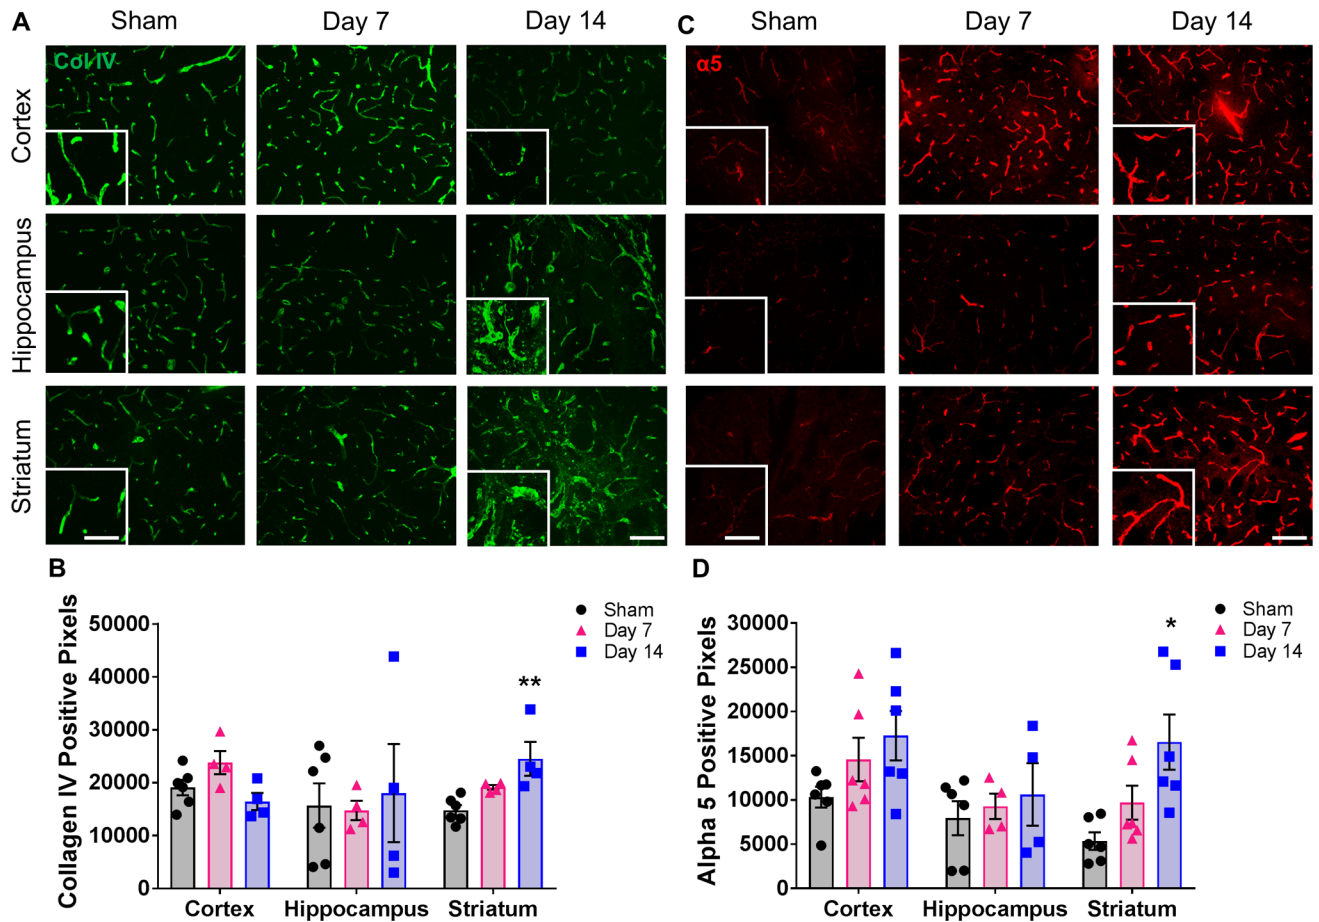 A
Sham
Day 7
Day 14
C
Sham
Day 7
Day 14
Col IV
α5
Cortex
Hippocampus
Striatum
B
Collagen IV Positive Pixels
50000
40000
30000
20000
10000
0
Sham
Day 7
Day 14
**
Cortex
Hippocampus
Striatum
D
Alpha 5 Positive Pixels
30000
25000
20000
15000
10000
5000
0
Sham
Day 7
Day 14
*
Cortex
Hippocampus
Striatum